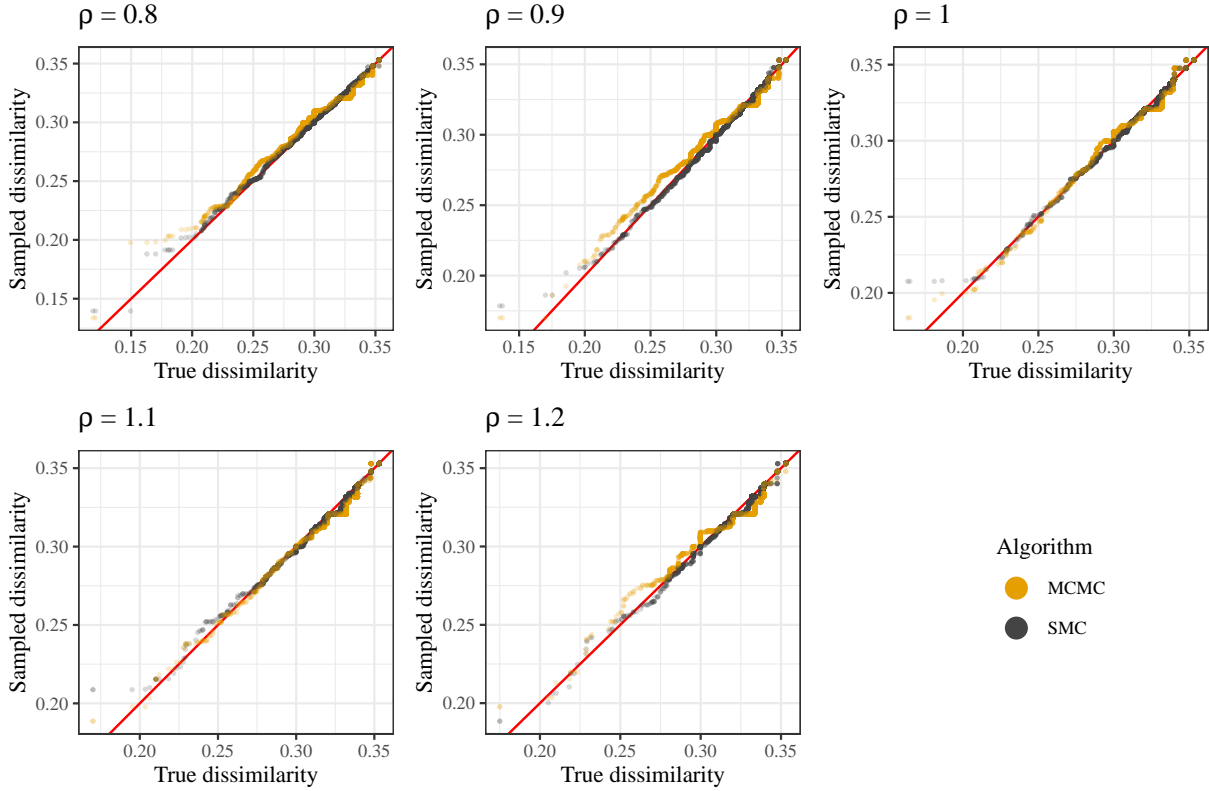 ρ = 0.8
ρ = 0.9
ρ = 1
Sampled dissimilarity
0.35
0.30
0.25
0.20
0.15
0.15 0.20 0.25 0.30 0.35
True dissimilarity
Sampled dissimilarity
0.35
0.30
0.25
0.20
0.15 0.20 0.25 0.30 0.35
True dissimilarity
Sampled dissimilarity
0.35
0.30
0.25
0.20
0.20 0.25 0.30 0.35
True dissimilarity
ρ = 1.1
ρ = 1.2
Sampled dissimilarity
0.35
0.30
0.25
0.20
0.20 0.25 0.30 0.35
True dissimilarity
Sampled dissimilarity
0.35
0.30
0.25
0.20
0.20 0.25 0.30 0.35
True dissimilarity
Algorithm
MCMC
SMC